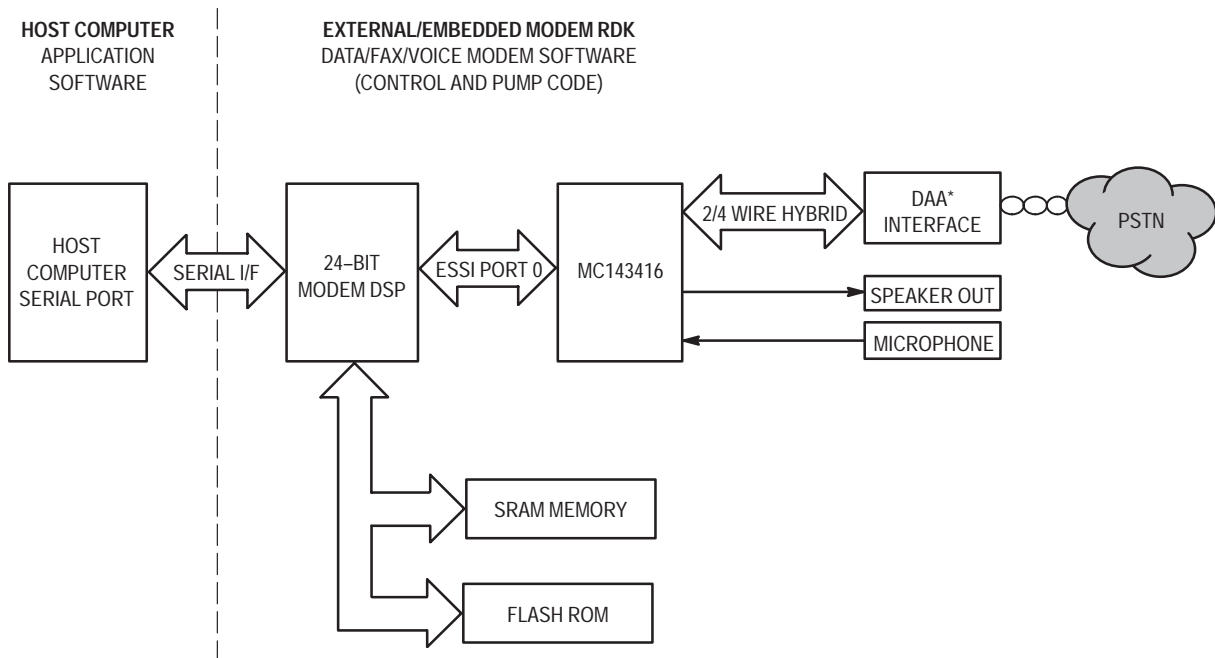 HOST COMPUTER
APPLICATION
SOFTWARE
EXTERNAL/EMBEDDED MODEM RDK
DATA/FAX/VOICE MODEM SOFTWARE
(CONTROL AND PUMP CODE)
HOST
COMPUTER
SERIAL PORT
SERIAL I/F
24–BIT
MODEM DSP
ESSI PORT 0
MC143416
2/4 WIRE HYBRID
DAA*
INTERFACE
PSTN
SPEAKER OUT
MICROPHONE
SRAM MEMORY
FLASH ROM